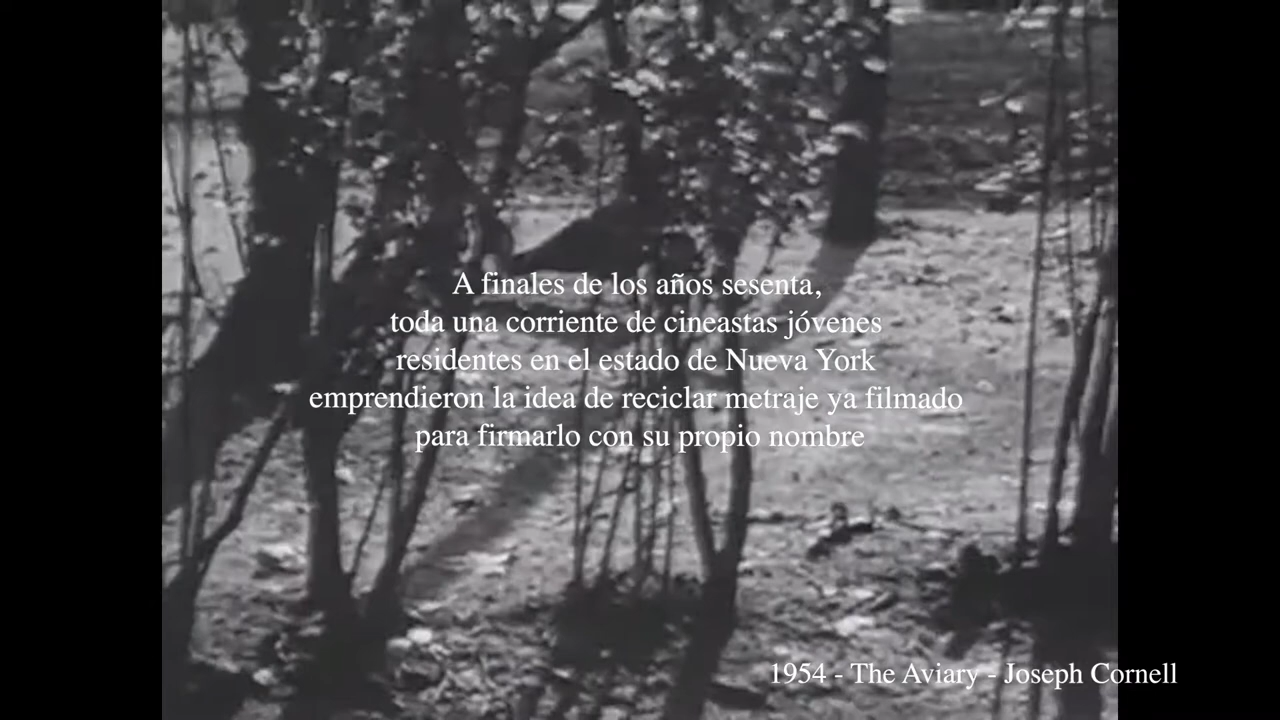 A finales de los años sesenta,
toda una corriente de cineastas jóvenes
residentes en el estado de Nueva York
emprendieron la idea de reciclar metraje ya filmado
para firmarlo con su propio nombre
1954 - The Aviary - Joseph Cornell